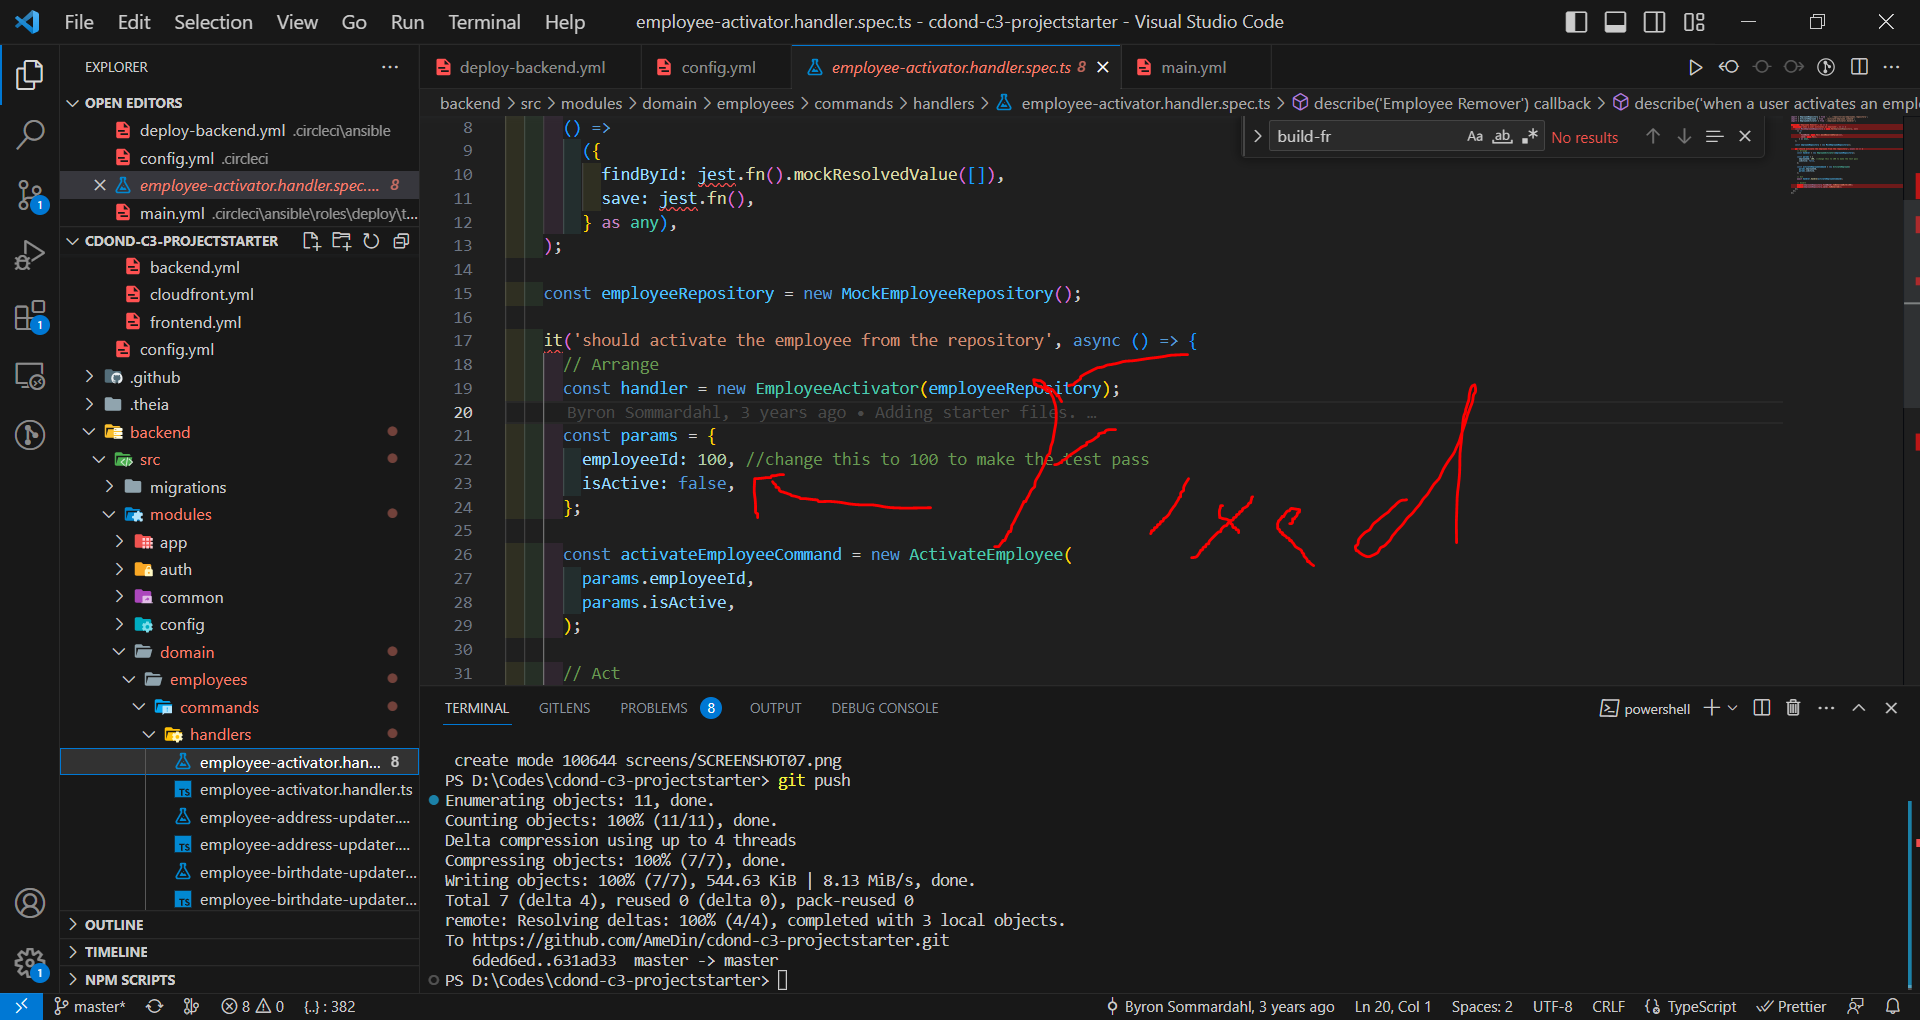 File Edit Selection View Go Run Terminal Help
employee-activator.handler.spec.ts - cdond-c3-projectstarter - Visual Studio Code
EXPLORER
OPEN EDITORS
deploy-backend.yml .circleci\ansible
config.yml .circleci
employee-activator.handler.spec.... 8
main.yml .circleci\ansible\roles\deploy\t...
CDOND-C3-PROJECTSTARTER
backend.yml
cloudfront.yml
frontend.yml
config.yml
.github
.theia
backend
src
migrations
modules
app
auth
common
config
domain
employees
commands
handlers
employee-activator.han... 8
employee-activator.handler.ts
employee-address-updater....
employee-address-updater....
employee-birthdate-updater...
employee-birthdate-updater...
OUTLINE
TIMELINE
NPM SCRIPTS
deploy-backend.yml
config.yml
employee-activator.handler.spec.ts 8
main.yml
backend > src > modules > domain > employees > commands > handlers > employee-activator.handler.spec.ts > describe('Employee Remover') callback > describe('when a user activates an empl
build-fr
Aa ab .*
No results
8 () =>
9 ({
10 findById: jest.fn().mockResolvedValue([]),
11 save: jest.fn(),
12 } as any),
13 );
14
15 const employeeRepository = new MockEmployeeRepository();
16
17 it('should activate the employee from the repository', async () => {
18 // Arrange
19 const handler = new EmployeeActivator(employeeRepository);
20 Byron Sommardahl, 3 years ago • Adding starter files. …
21 const params = {
22 employeeId: 100, //change this to 100 to make the test pass
23 isActive: false,
24 };
25
26 const activateEmployeeCommand = new ActivateEmployee(
27 params.employeeId,
28 params.isActive,
29 );
30
31 // Act
fixed
TERMINAL GITLENS PROBLEMS 8 OUTPUT DEBUG CONSOLE
powershell
create mode 100644 screens/SCREENSHOT07.png
PS D:\Codes\cdond-c3-projectstarter> git push
Enumerating objects: 11, done.
Counting objects: 100% (11/11), done.
Delta compression using up to 4 threads
Compressing objects: 100% (7/7), done.
Writing objects: 100% (7/7), 544.63 KiB | 8.13 MiB/s, done.
Total 7 (delta 4), reused 0 (delta 0), pack-reused 0
remote: Resolving deltas: 100% (4/4), completed with 3 local objects.
To https://github.com/AmeDin/cdond-c3-projectstarter.git
6ded6ed..631ad33 master -> master
PS D:\Codes\cdond-c3-projectstarter>
1
1
1
master* 8 0 {..} : 382
Byron Sommardahl, 3 years ago Ln 20, Col 1 Spaces: 2 UTF-8 CRLF {} TypeScript Prettier